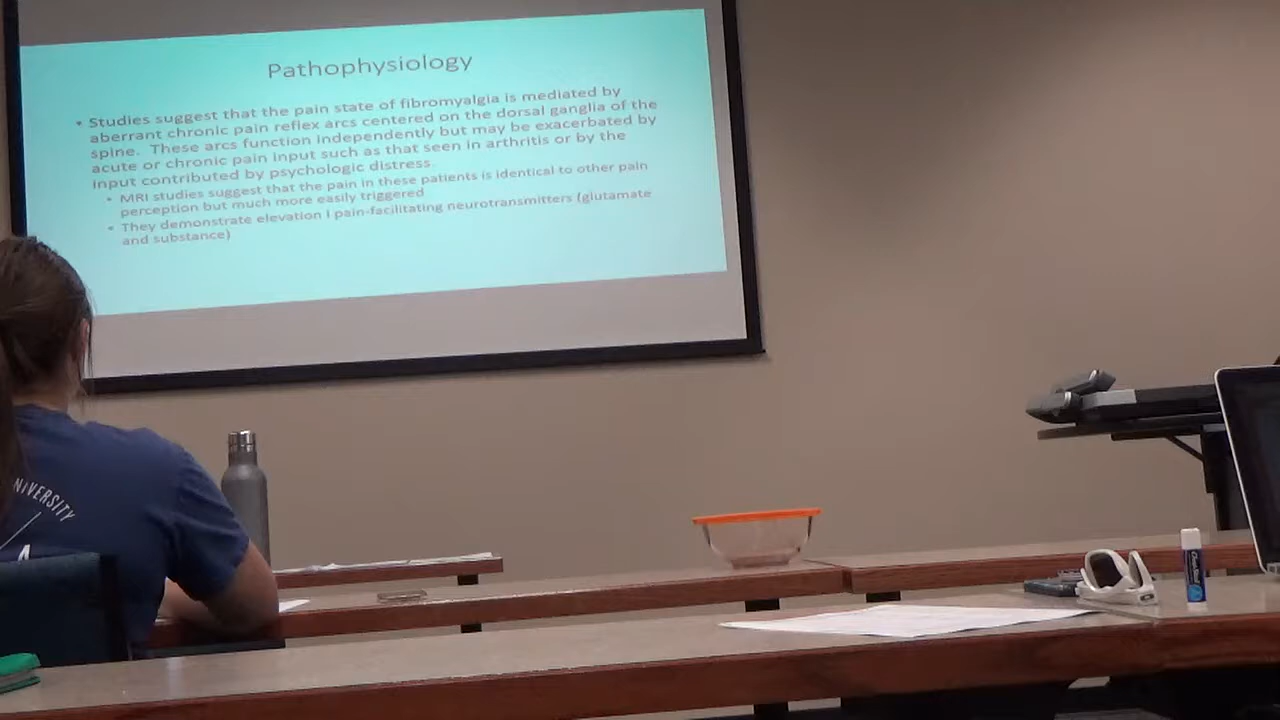 Pathophysiology
• Studies suggest that the pain state of fibromyalgia is mediated by
aberrant chronic pain reflex arcs centered on the dorsal ganglia of the
spine. These arcs function independently but may be exacerbated by
acute or chronic pain input such as that seen in arthritis or by the
input contributed by psychologic distress.
• MRI studies suggest that the pain in these patients is identical to other pain
perception but much more easily triggered
• They demonstrate elevation I pain-facilitating neurotransmitters (glutamate
and substance)
NIVERSITY